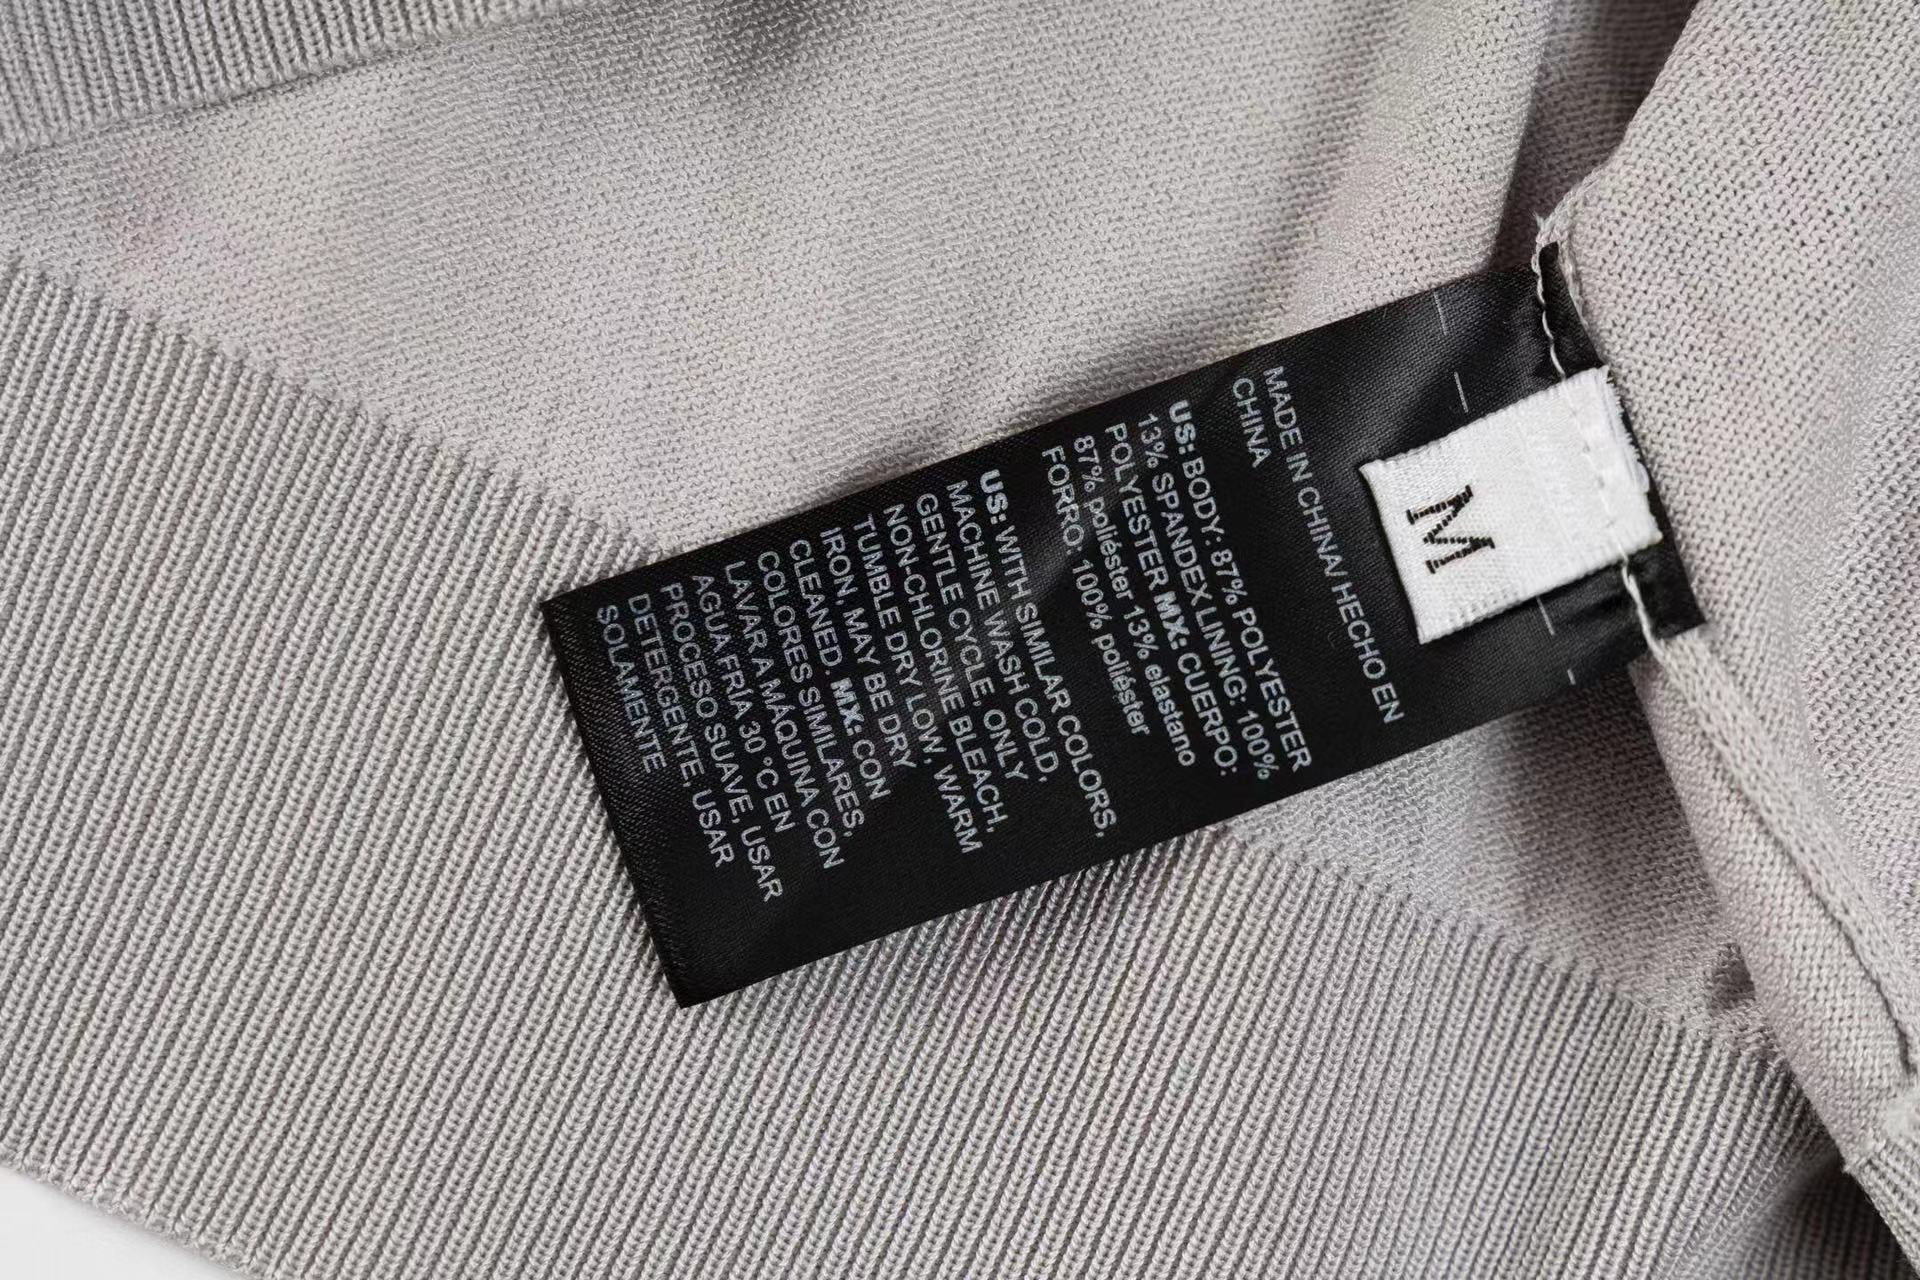 M
MADE IN CHINA/ HECHO EN
CHINA
US: BODY: 87% POLYESTER
13% SPANDEX LINING: 100%
POLYESTER MX: CUERPO:
87% poliéster 13% elastano
FORRO: 100% poliéster
US: WITH SIMILAR COLORS,
MACHINE WASH COLD,
GENTLE CYCLE, ONLY
NON-CHLORINE BLEACH,
TUMBLE DRY LOW, WARM
IRON, MAY BE DRY
CLEANED. MX: CON
COLORES SIMILARES,
LAVAR A MÁQUINA CON
AGUA FRÍA 30 °C EN
PROCESO SUAVE, USAR
DETERGENTE, USAR
SOLAMENTE